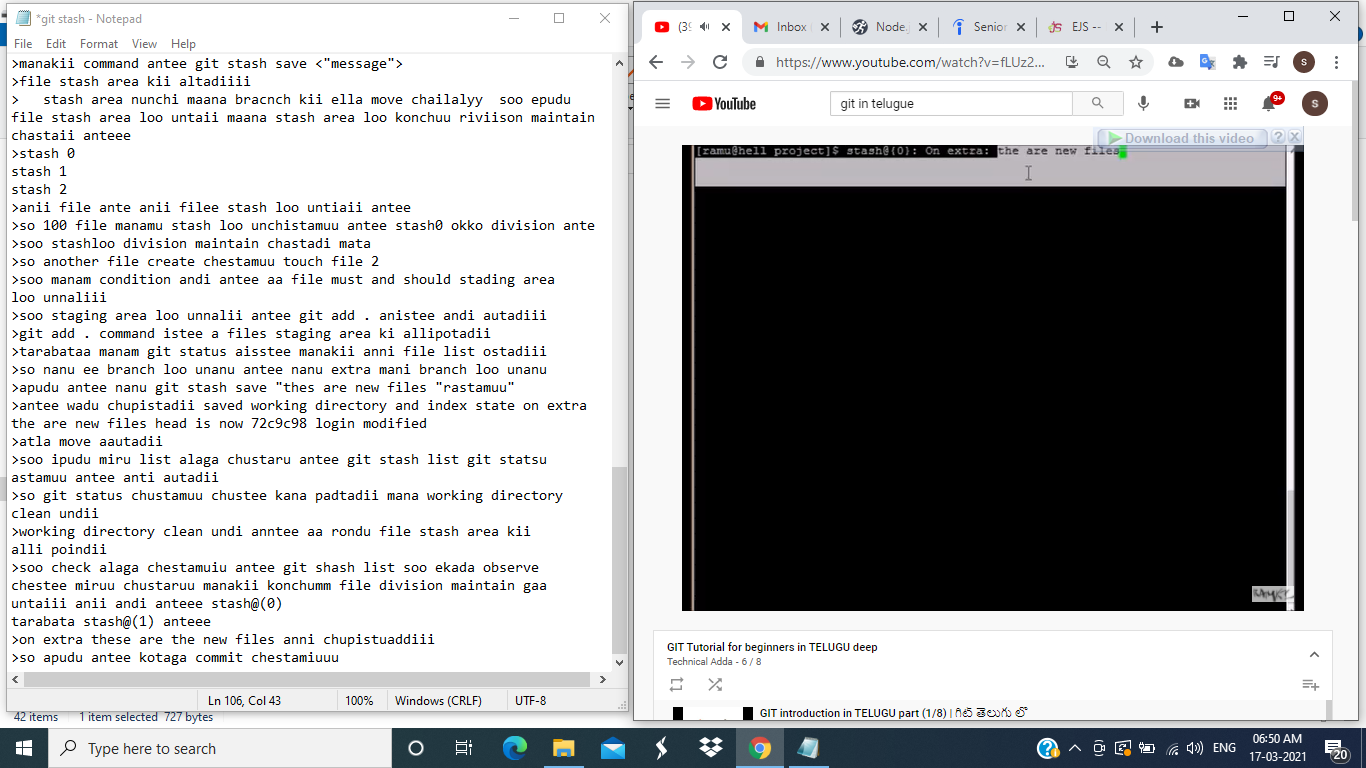 *git stash - Notepad
File Edit Format View Help
>manakii command antee git stash save <"message">
>file stash area kii altadiiii
> stash area nunchi maana bracnch kii ella move chailalyy soo epudu
file stash area loo untaii maana stash area loo konchuu riviison maintain
chastaii anteee
>stash 0
stash 1
stash 2
>anii file ante anii filee stash loo untiaii antee
>so 100 file manamu stash loo unchistamuu antee stash0 okko division ante
>soo stashloo division maintain chastadi mata
>so another file create chestamuu touch file 2
>soo manam condition andi antee aa file must and should stading area
loo unnaliii
>soo staging area loo unnalii antee git add . anistee andi autadiii
>git add . command istee a files staging area ki allipotadii
>tarabataa manam git status aisstee manakii anni file list ostadiii
>so nanu ee branch loo unanu antee nanu extra mani branch loo unanu
>apudu antee nanu git stash save "thes are new files "rastamuu"
>antee wadu chupistadii saved working directory and index state on extra
the are new files head is now 72c9c98 login modified
>atla move aautadii
>soo ipudu miru list alaga chustaru antee git stash list git statsu
astamuu antee anti autadii
>so git status chustamuu chustee kana padtadii mana working directory
clean undii
>working directory clean undi anntee aa rondu file stash area kii
alli poindii
>soo check alaga chestamuiu antee git shash list soo ekada observe
chestee miruu chustaruu manakii konchumm file division maintain gaa
untaiii anii andi anteee stash@(0)
tarabata stash@(1) anteee
>on extra these are the new files anni chupistuaddiii
>so apudu antee kotaga commit chestamiuuu
Ln 106, Col 43 100% Windows (CRLF) UTF-8
42 items 1 item selected 727 bytes
(39 Inbox Node.j Senior EJS --
https://www.youtube.com/watch?v=fLUz2...
S
YouTube
git in telugue
9+
S
Download this video ?
[ramu@hell project]$ stash@{0}: On extra: the are new files
GIT Tutorial for beginners in TELUGU deep
Technical Adda - 6 / 8
GIT introduction in TELUGU part (1/8) | గిట్ తెలుగు లో
Type here to search
ENG
06:50 AM
17-03-2021
20